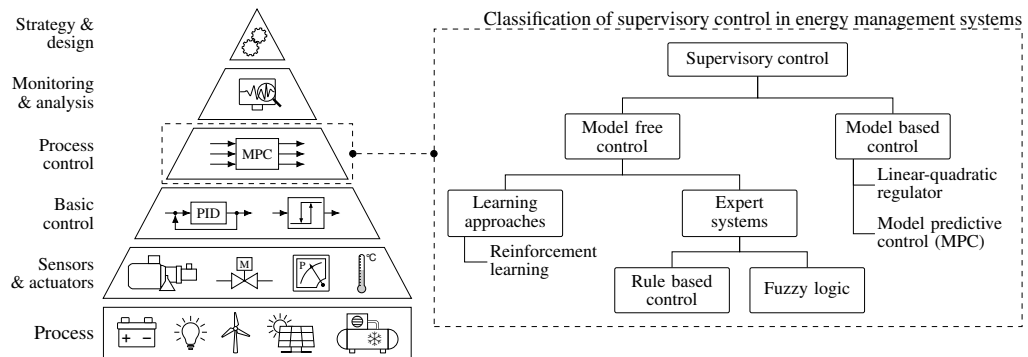 Strategy &
design
Monitoring
& analysis
Process
control
MPC
Basic
control
PID
Sensors
& actuators
M
P
°C
Process
+ −
Classification of supervisory control in energy management systems
Supervisory control
Model free
control
Model based
control
Linear-quadratic
regulator
Model predictive
control (MPC)
Learning
approaches
Reinforcement
learning
Expert
systems
Rule based
control
Fuzzy logic